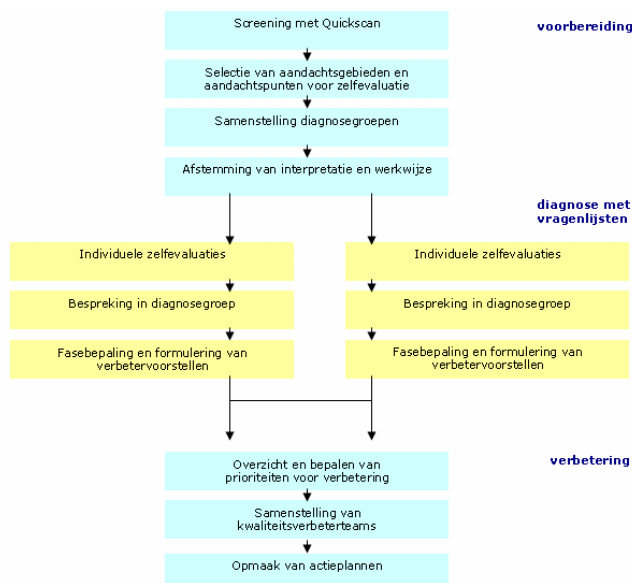 Screening met Quickscan
voorbereiding
Selectie van aandachtsgebieden en
aandachtspunten voor zelfevaluatie
Samenstelling diagnosegroepen
Afstemming van interpretatie en werkwijze
diagnose met
vragenlijsten
Individuele zelfevaluaties
Bespreking in diagnosegroep
Fasebepaling en formulering van
verbetervoorstellen
Individuele zelfevaluaties
Bespreking in diagnosegroep
Fasebepaling en formulering van
verbetervoorstellen
verbetering
Overzicht en bepalen van
prioriteiten voor verbetering
Samenstelling van
kwaliteitsverbeterteams
Opmaak van actieplannen